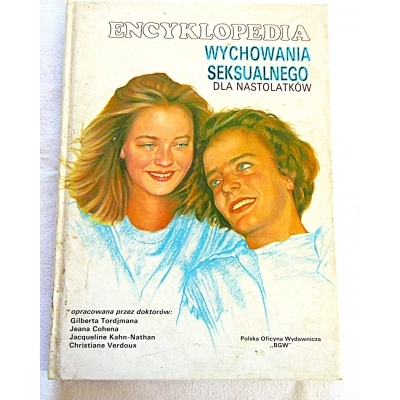 ENCYKLOPEDIA
WYCHOWANIA
SEKSUALNEGO
DLA NASTOLATKÓW
opracowana przez doktorów:
Gilberta Tordjmana
Jeana Cohena
Jacqueline Kahn-Nathan
Christiane Verdoux
Polska Oficyna Wydawnicza
„BGW"